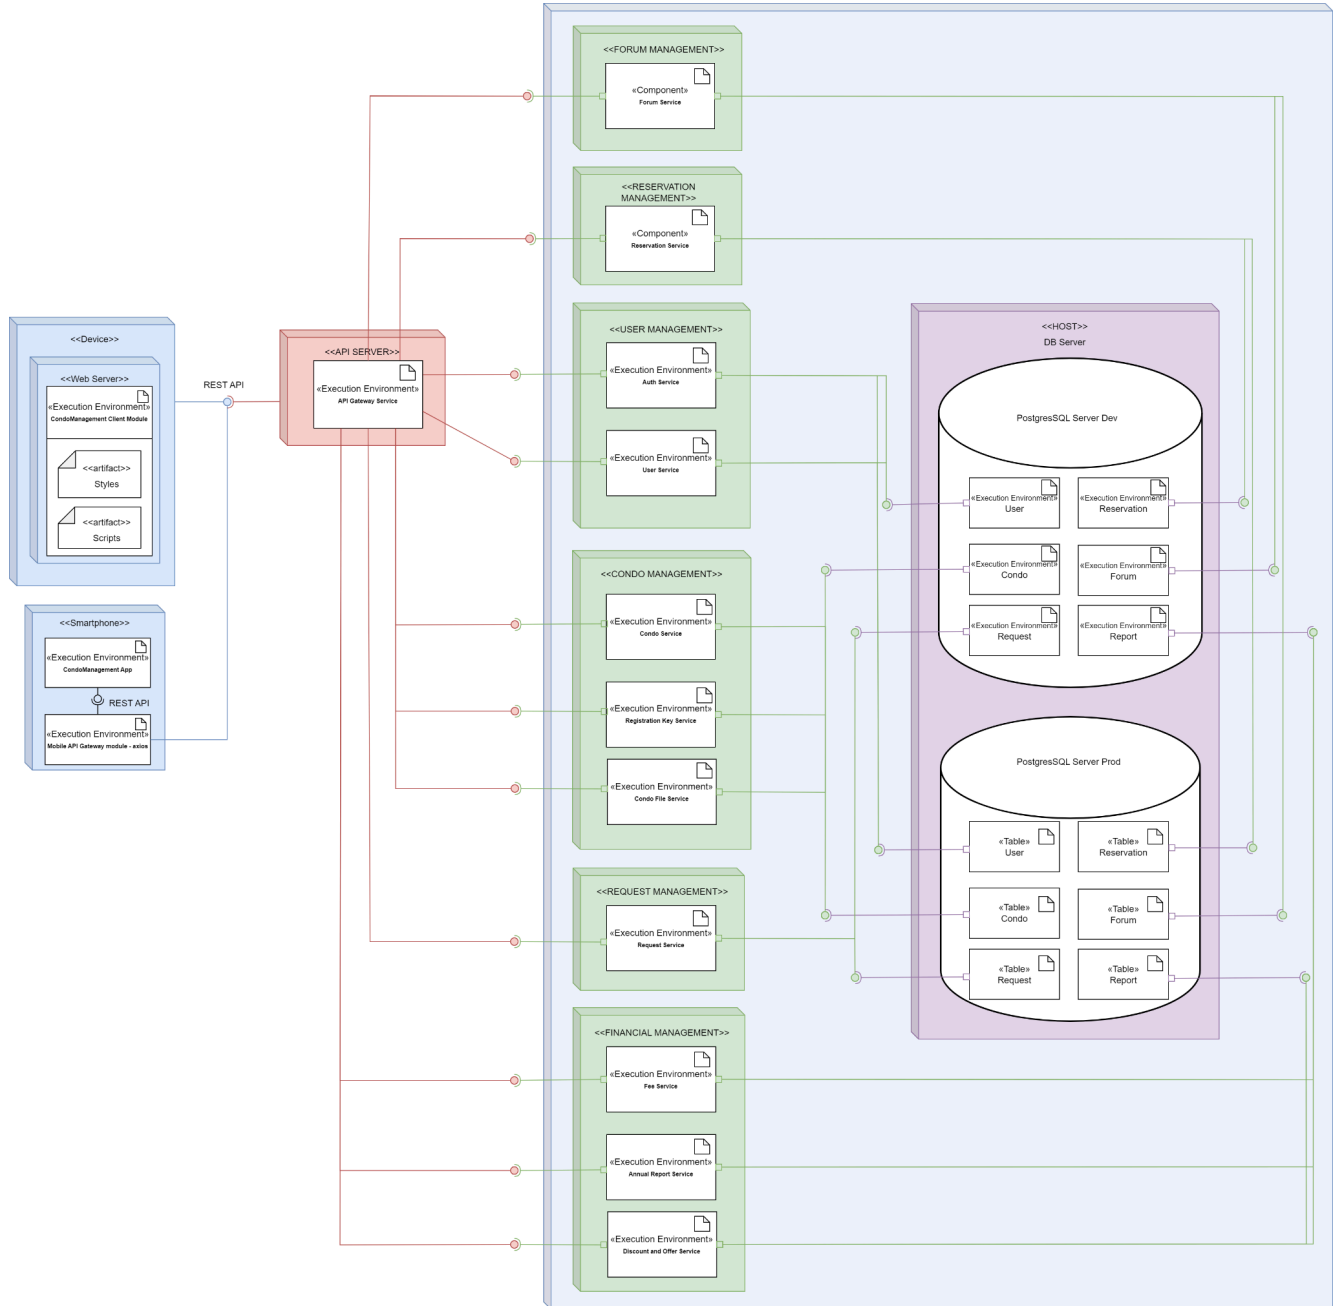 <<FORUM MANAGEMENT>>
«Component»
Forum Service
<<RESERVATION
MANAGEMENT>>
«Component»
Reservation Service
<<Device>>
<<Web Server>>
«Execution Environment»
CondoManagement Client Module
<<artifact>>
Styles
<<artifact>>
Scripts
<<Smartphone>>
«Execution Environment»
CondoManagement App
REST API
«Execution Environment»
Mobile API Gateway module - axios
REST API
<<API SERVER>>
«Execution Environment»
API Gateway Service
<<USER MANAGEMENT>>
«Execution Environment»
Auth Service
«Execution Environment»
User Service
<<CONDO MANAGEMENT>>
«Execution Environment»
Condo Service
«Execution Environment»
Registration Key Service
«Execution Environment»
Condo File Service
<<REQUEST MANAGEMENT>>
«Execution Environment»
Request Service
<<FINANCIAL MANAGEMENT>>
«Execution Environment»
Fee Service
«Execution Environment»
Annual Report Service
«Execution Environment»
Discount and Offer Service
<<HOST>>
DB Server
PostgresSQL Server Dev
«Execution Environment»
User
«Execution Environment»
Reservation
«Execution Environment»
Condo
«Execution Environment»
Forum
«Execution Environment»
Request
«Execution Environment»
Report
PostgresSQL Server Prod
«Table»
User
«Table»
Reservation
«Table»
Condo
«Table»
Forum
«Table»
Request
«Table»
Report